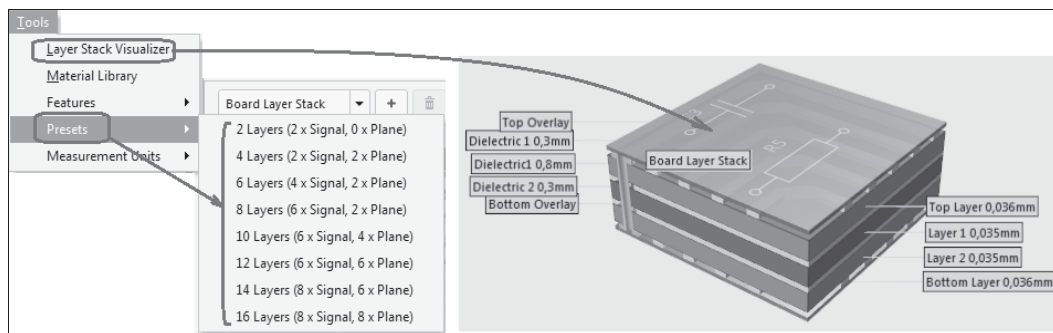 Tools
Layer Stack Visualizer
Material Library
Features
Presets
Measurement Units
Board Layer Stack
+
2 Layers (2 x Signal, 0 x Plane)
4 Layers (2 x Signal, 2 x Plane)
6 Layers (4 x Signal, 2 x Plane)
8 Layers (6 x Signal, 2 x Plane)
10 Layers (6 x Signal, 4 x Plane)
12 Layers (6 x Signal, 6 x Plane)
14 Layers (8 x Signal, 6 x Plane)
16 Layers (8 x Signal, 8 x Plane)
Top Overlay
Dielectric 1 0,3mm
Dielectric1 0,8mm
Dielectric 2 0,3mm
Bottom Overlay
Board Layer Stack
R5
Top Layer 0,036mm
Layer 1 0,035mm
Layer 2 0,035mm
Bottom Layer 0,036mm